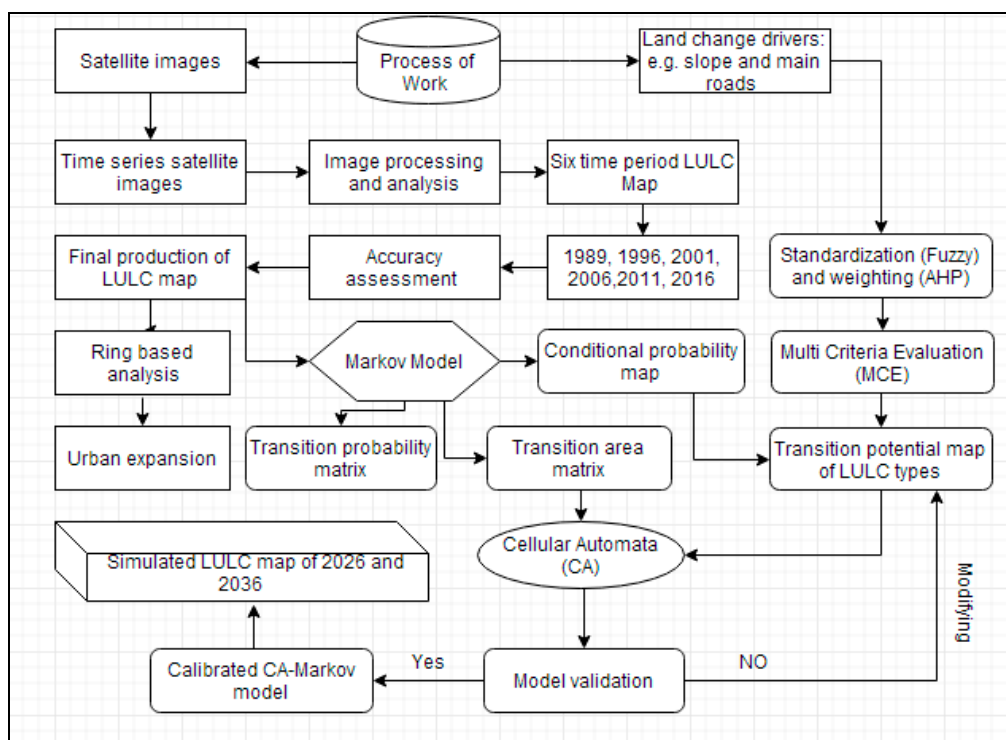 Satellite images
Process of
Work
Land change drivers:
e.g. slope and main
roads
Time series satellite
images
Image processing
and analysis
Six time period LULC
Map
Final production of
LULC map
Accuracy
assessment
1989, 1996, 2001,
2006,2011, 2016
Standardization (Fuzzy)
and weighting (AHP)
Ring based
analysis
Markov Model
Conditional probability
map
Multi Criteria Evaluation
(MCE)
Urban expansion
Transition probability
matrix
Transition area
matrix
Transition potential map
of LULC types
Simulated LULC map of 2026 and
2036
Cellular Automata
(CA)
Modifying
Calibrated CA-Markov
model
Yes
Model validation
NO